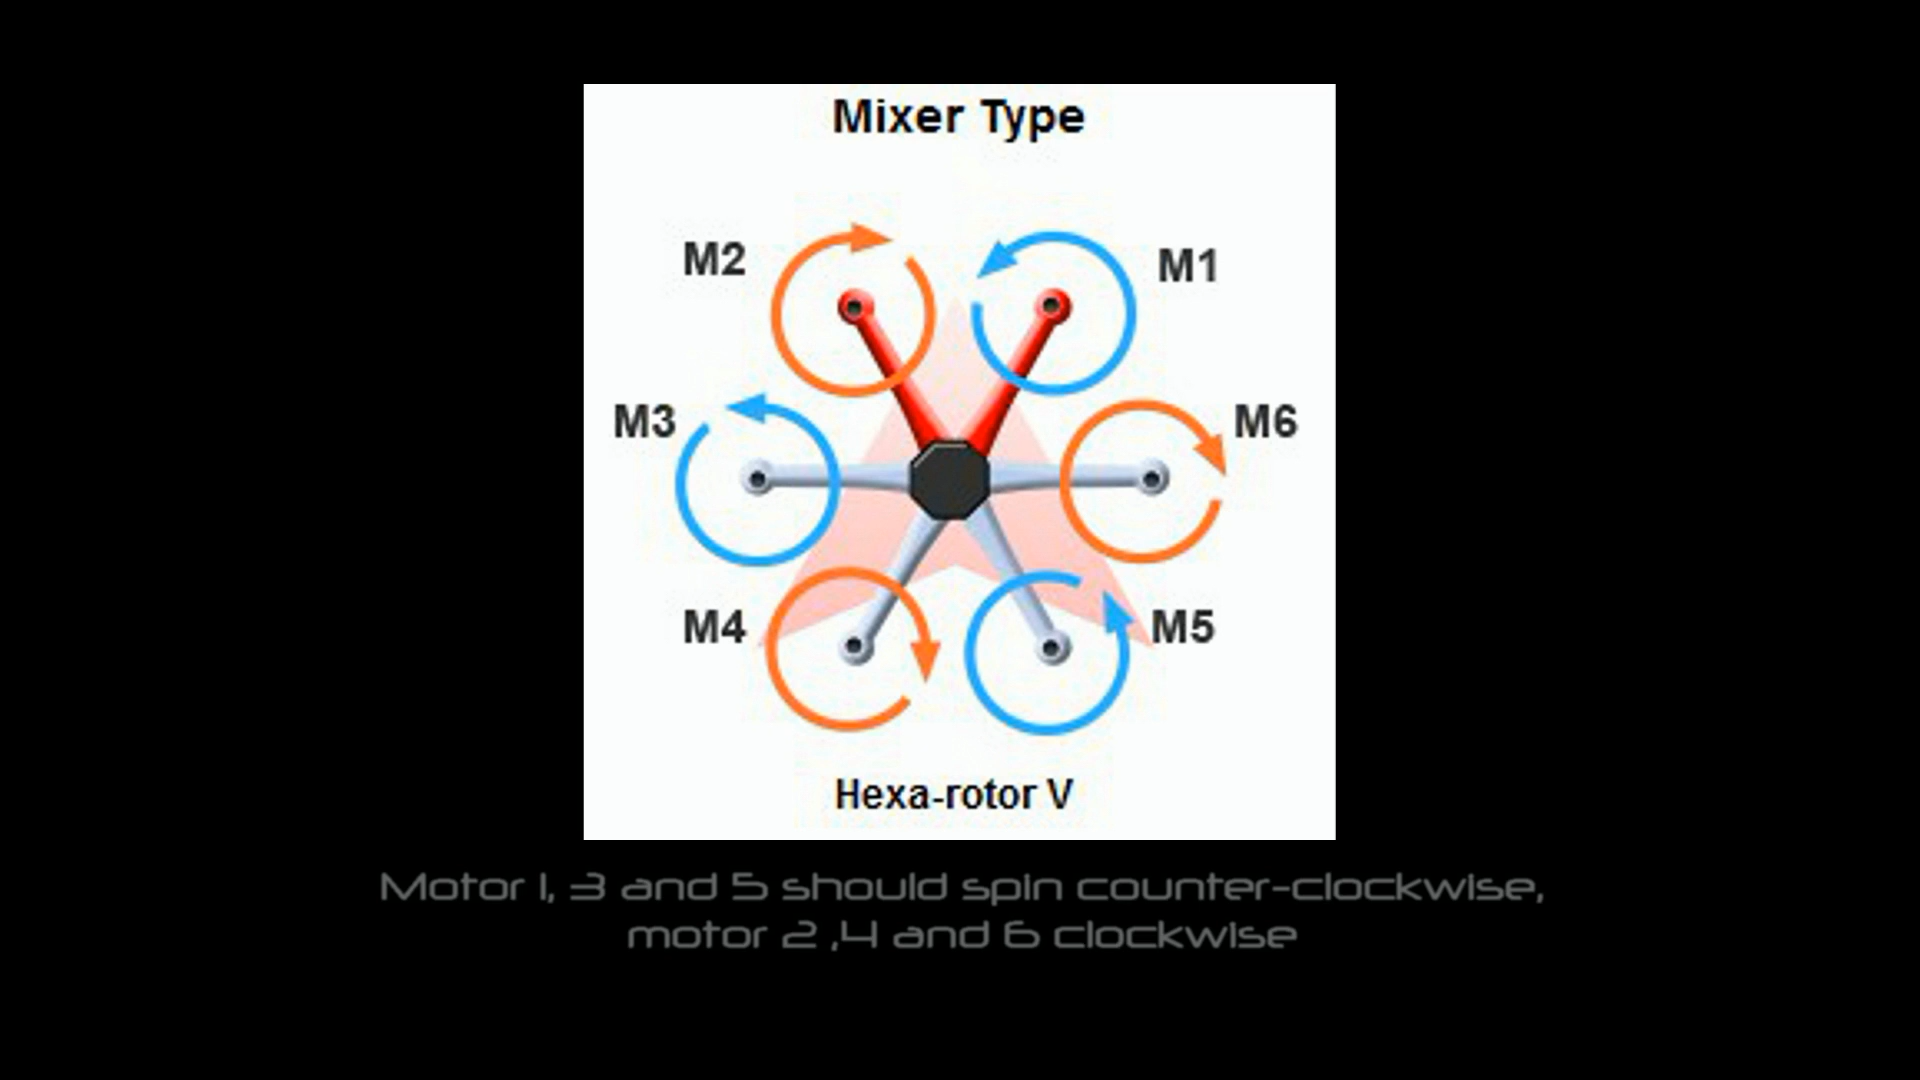 Mixer Type
M2
M1
M3
M6
M4
M5
Hexa-rotor V
Motor 1, 3 and 5 should spin counter-clockwise,
motor 2 ,4 and 6 clockwise